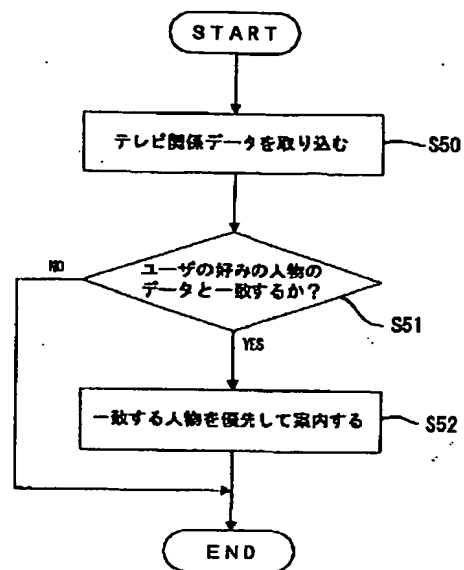 START
テレビ関係データを取り込む
S50
ユーザの好みの人物の
データと一致するか?
NO
S51
YES
一致する人物を優先して案内する
S52
END